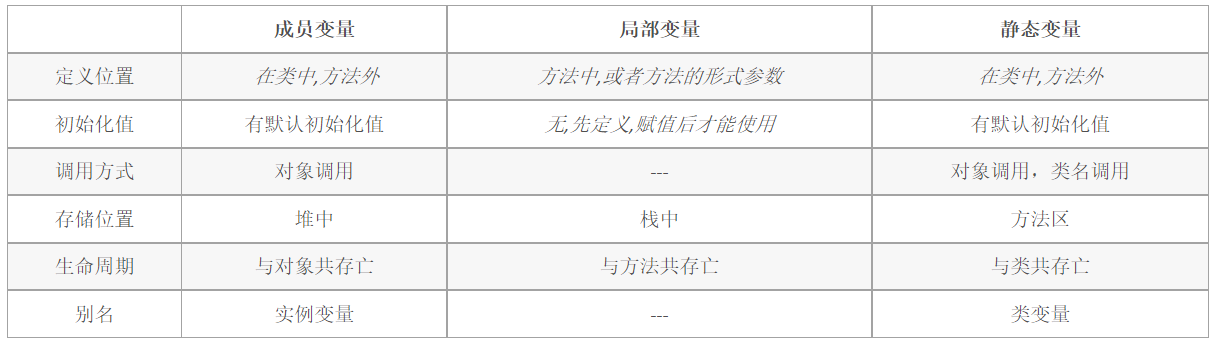 成员变量 局部变量 静态变量
定义位置 在类中,方法外 方法中,或者方法的形式参数 在类中,方法外
初始化值 有默认初始化值 无,先定义,赋值后才能使用 有默认初始化值
调用方式 对象调用 --- 对象调用，类名调用
存储位置 堆中 栈中 方法区
生命周期 与对象共存亡 与方法共存亡 与类共存亡
别名 实例变量 --- 类变量